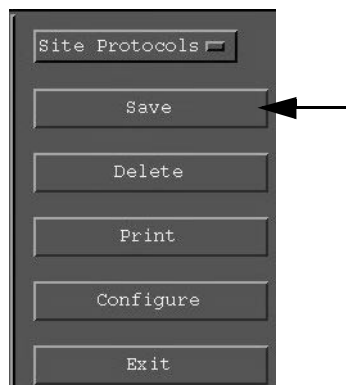 Site Protocols
Save
Delete
Print
Configure
Exit